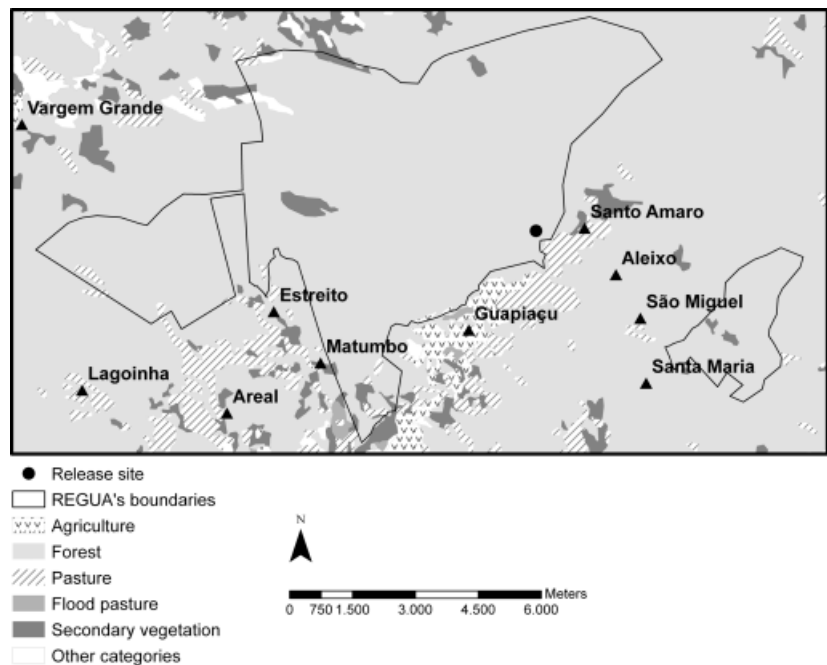 Vargem Grande
Santo Amaro
Aleixo
Estreito
São Miguel
Guapiaçu
Matumbo
Santa Maria
Lagoinha
Areal
Release site
REGUA's boundaries
Agriculture
Forest
Pasture
Flood pasture
Secondary vegetation
Other categories
N
Meters
0 750 1.500 3.000 4.500 6.000